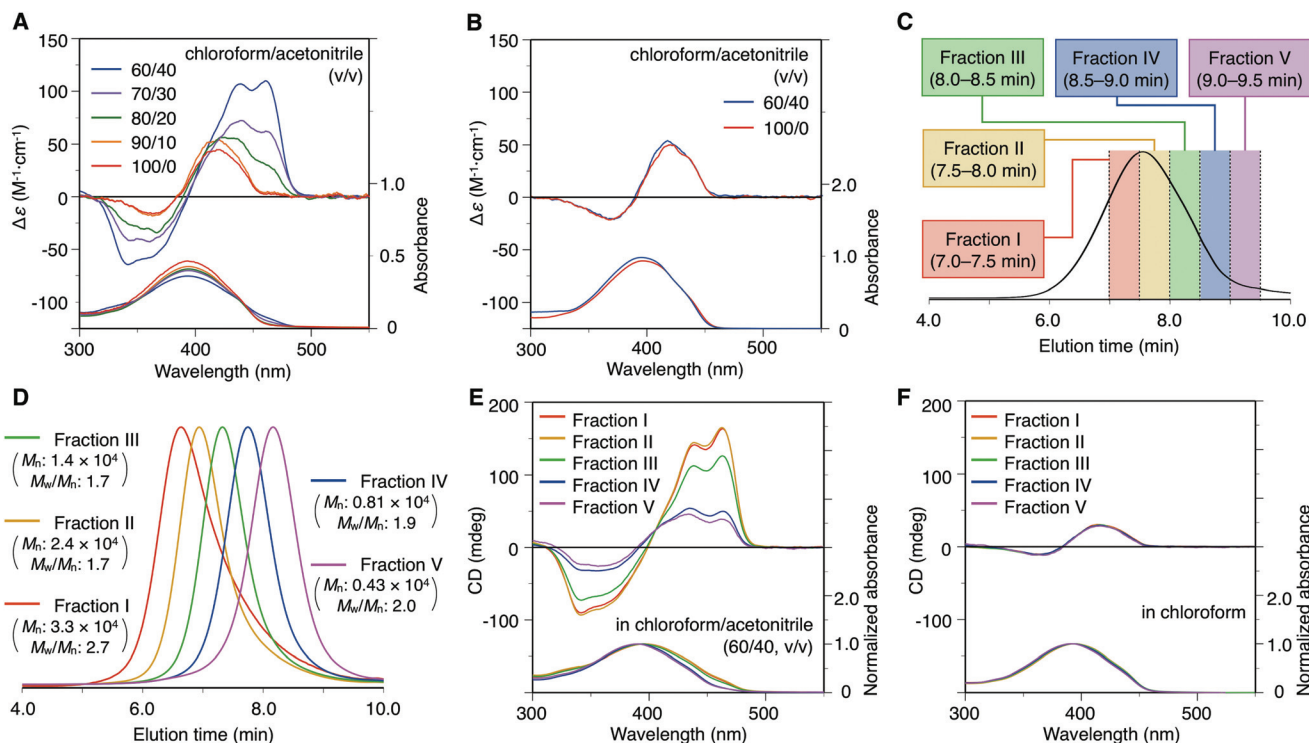 A
150
100
50
0
-50
-100
Δε (M⁻¹·cm⁻¹)
chloroform/acetonitrile
(v/v)
60/40
70/30
80/20
90/10
100/0
1.0
0.5
0
Absorbance
300
400
500
Wavelength (nm)
B
150
100
50
0
-50
-100
Δε (M⁻¹·cm⁻¹)
chloroform/acetonitrile
(v/v)
60/40
100/0
2.0
1.0
0
Absorbance
300
400
500
Wavelength (nm)
C
Fraction III
(8.0–8.5 min)
Fraction IV
(8.5–9.0 min)
Fraction V
(9.0–9.5 min)
Fraction II
(7.5–8.0 min)
Fraction I
(7.0–7.5 min)
4.0
6.0
8.0
10.0
Elution time (min)
D
Fraction III
(Mn: 1.4 × 10⁴
Mw/Mn: 1.7)
Fraction II
(Mn: 2.4 × 10⁴
Mw/Mn: 1.7)
Fraction I
(Mn: 3.3 × 10⁴
Mw/Mn: 2.7)
Fraction IV
(Mn: 0.81 × 10⁴
Mw/Mn: 1.9)
Fraction V
(Mn: 0.43 × 10⁴
Mw/Mn: 2.0)
4.0
6.0
8.0
10.0
Elution time (min)
E
200
100
0
-100
CD (mdeg)
Fraction I
Fraction II
Fraction III
Fraction IV
Fraction V
in chloroform/acetonitrile
(60/40, v/v)
2.0
1.0
0
Normalized absorbance
300
400
500
Wavelength (nm)
F
200
100
0
-100
CD (mdeg)
Fraction I
Fraction II
Fraction III
Fraction IV
Fraction V
in chloroform
2.0
1.0
0
Normalized absorbance
300
400
500
Wavelength (nm)